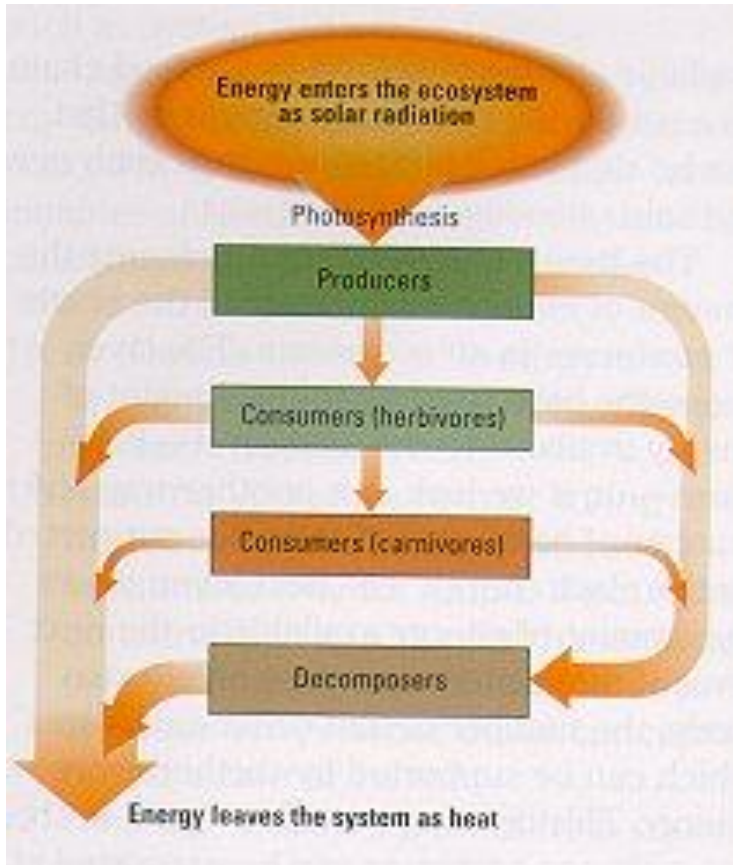 Energy enters the ecosystem
as solar radiation
Photosynthesis
Producers
Consumers (herbivores)
Consumers (carnivores)
Decomposers
Energy leaves the system as heat